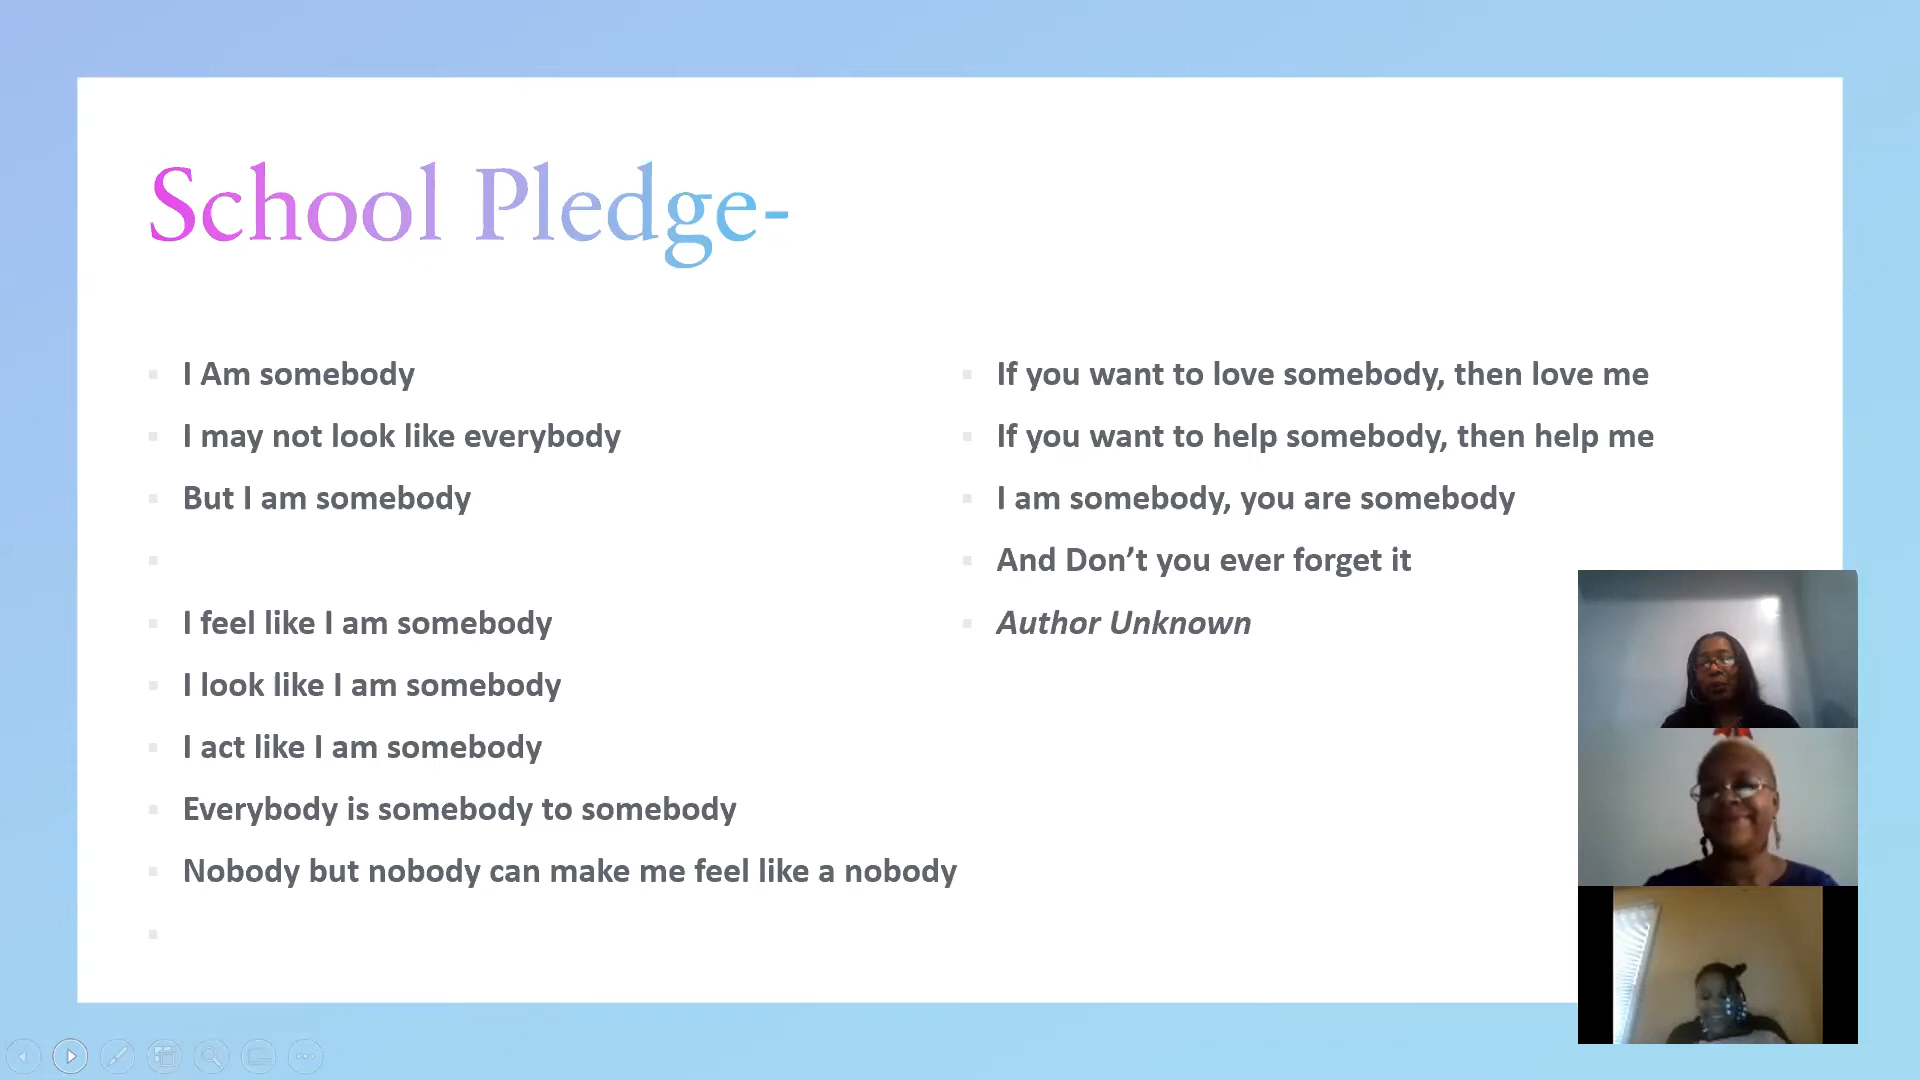 School Pledge-
I Am somebody
I may not look like everybody
But I am somebody
I feel like I am somebody
I look like I am somebody
I act like I am somebody
Everybody is somebody to somebody
Nobody but nobody can make me feel like a nobody
If you want to love somebody, then love me
If you want to help somebody, then help me
I am somebody, you are somebody
And Don’t you ever forget it
Author Unknown